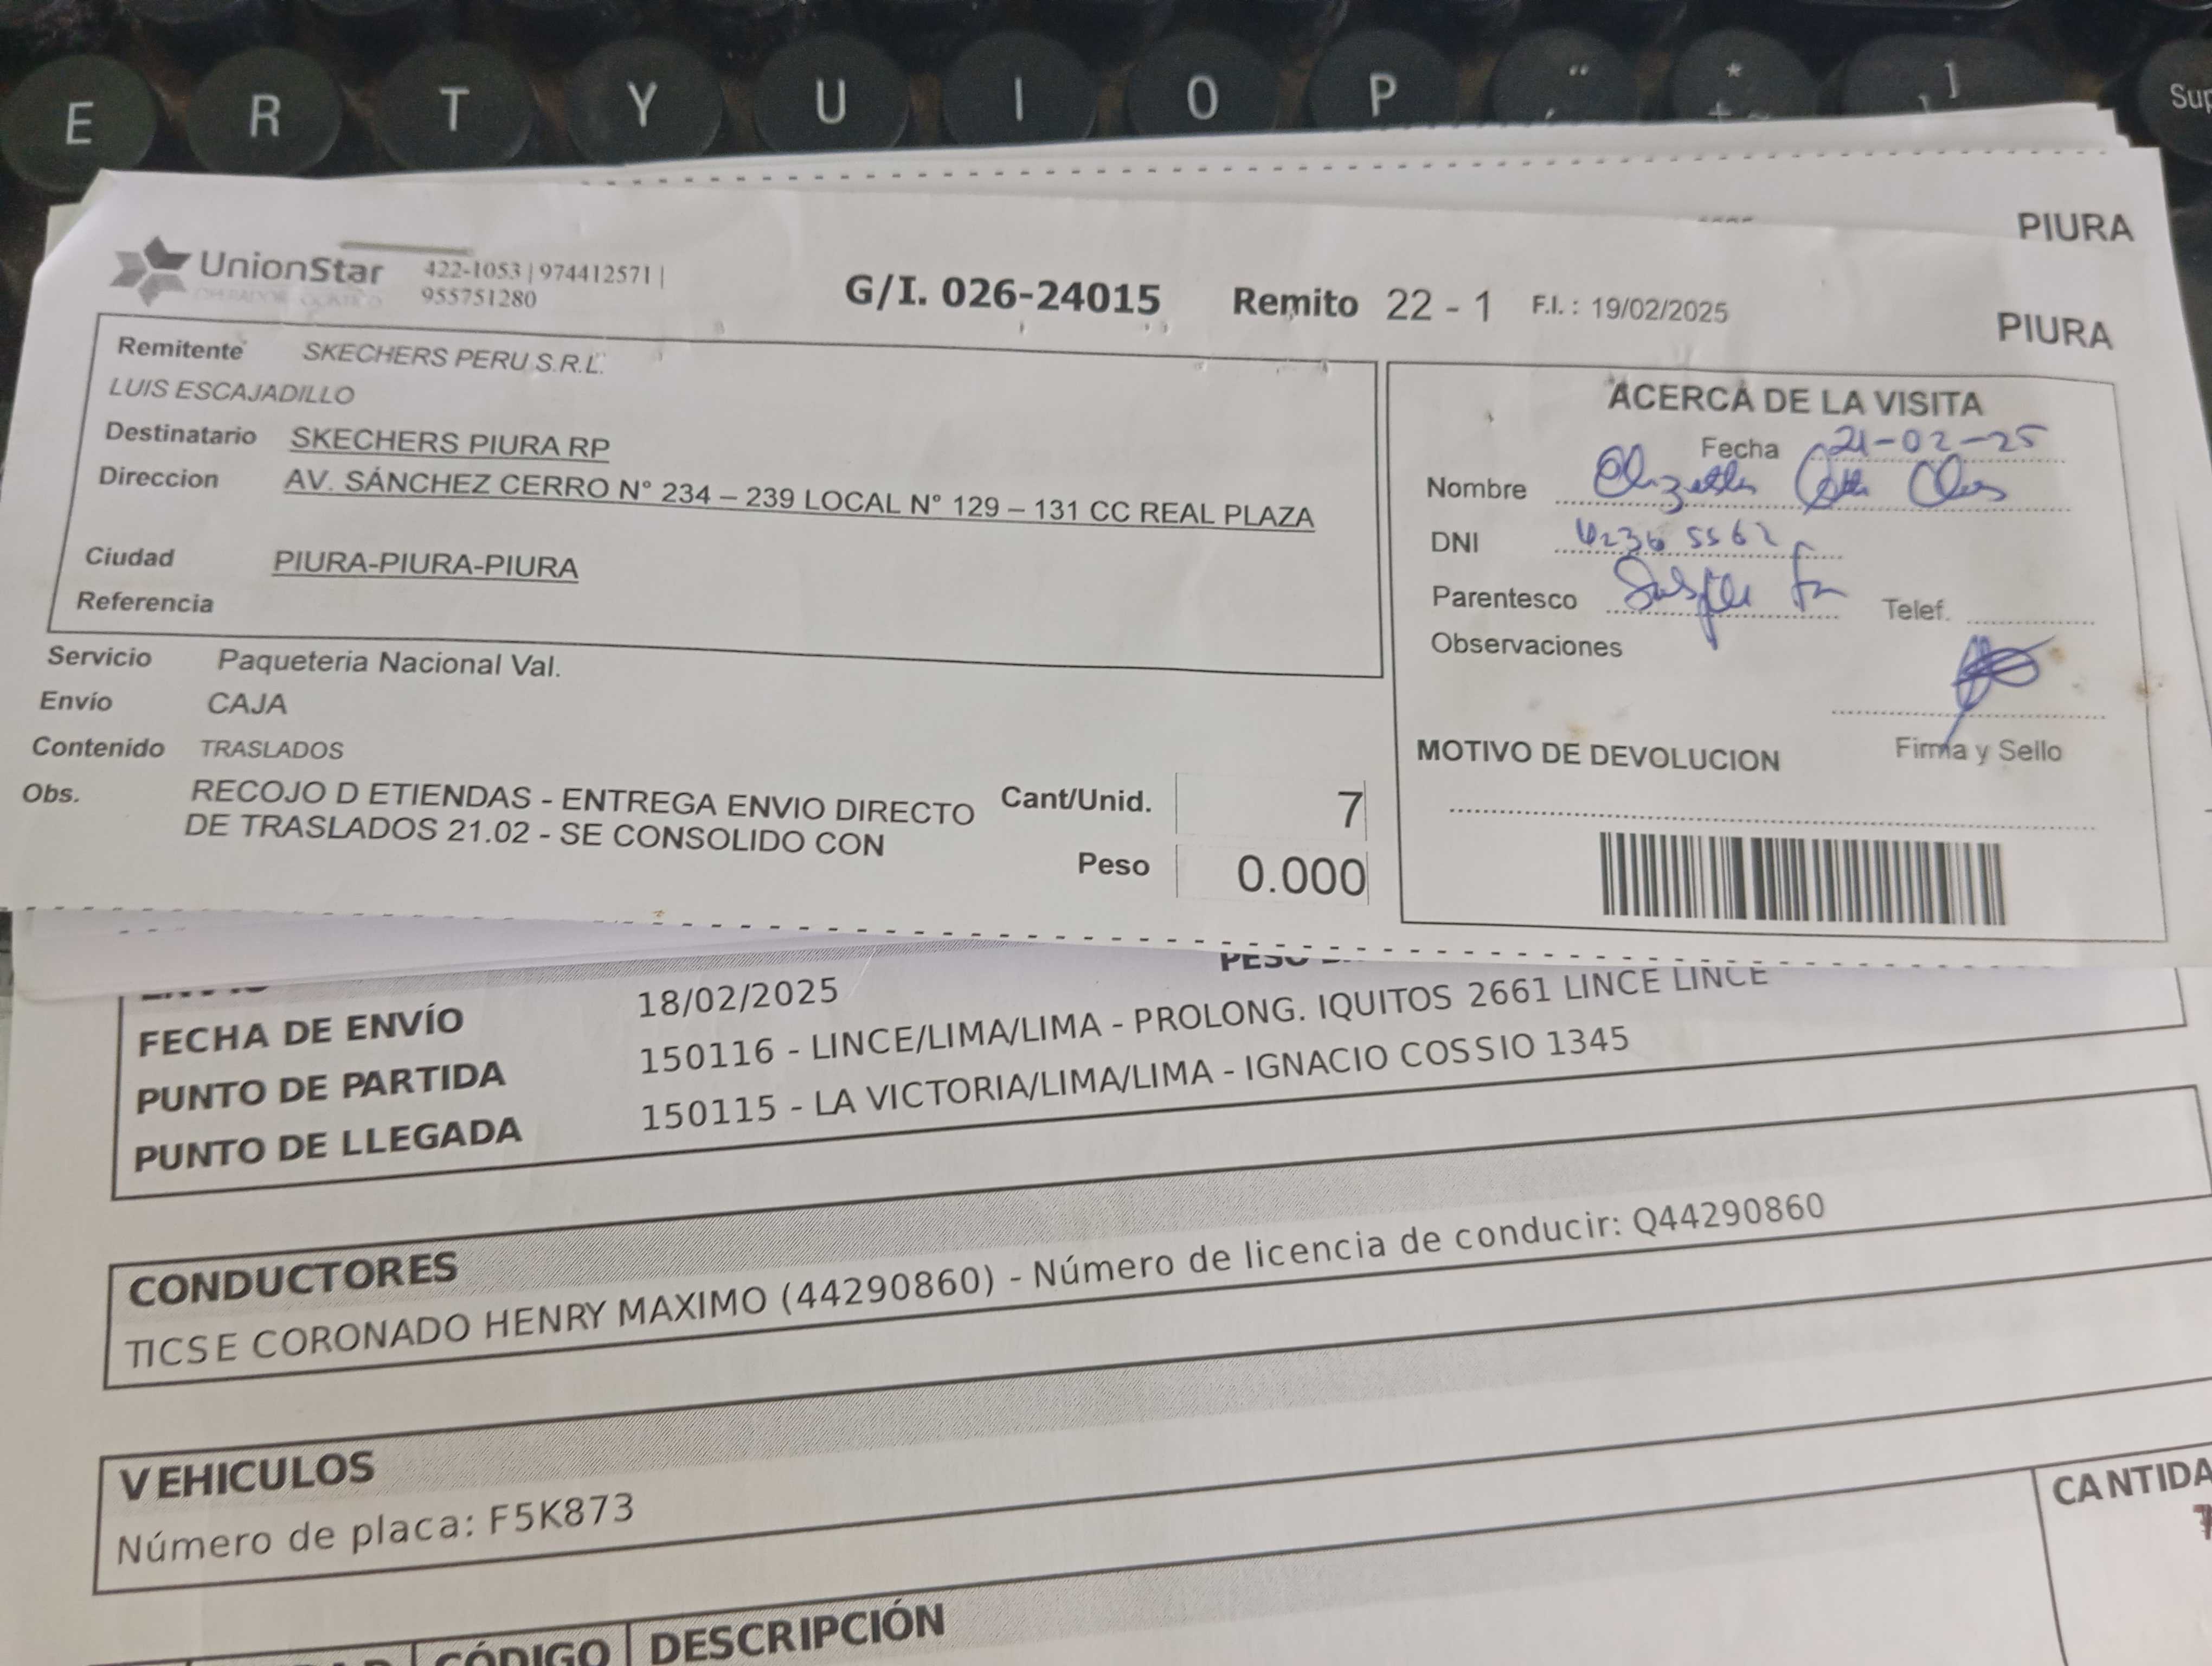 E R T Y U I O P ¨ ´ * + ~ ] Sup
PIURA
UnionStar 422-1053 | 974412571 |
OPERADOR LOGÍSTICO 955751280
G/I. 026-24015 Remito 22 - 1 F.I. : 19/02/2025
PIURA
Remitente SKECHERS PERU S.R.L.
LUIS ESCAJADILLO
Destinatario SKECHERS PIURA RP
Direccion AV. SÁNCHEZ CERRO N° 234 – 239 LOCAL N° 129 – 131 CC REAL PLAZA
Ciudad PIURA-PIURA-PIURA
Referencia
Servicio Paqueteria Nacional Val.
Envío CAJA
Contenido TRASLADOS
Obs. RECOJO D ETIENDAS - ENTREGA ENVIO DIRECTO
DE TRASLADOS 21.02 - SE CONSOLIDO CON
Cant/Unid. 7
Peso 0.000
ACERCA DE LA VISITA
Fecha 21-02-25
Nombre
DNI 42365562
Parentesco
Telef.
Observaciones
Firma y Sello
MOTIVO DE DEVOLUCION
FECHA DE ENVÍO 18/02/2025
PUNTO DE PARTIDA 150116 - LINCE/LIMA/LIMA - PROLONG. IQUITOS 2661 LINCE LINCE
PUNTO DE LLEGADA 150115 - LA VICTORIA/LIMA/LIMA - IGNACIO COSSIO 1345
CONDUCTORES
TICSE CORONADO HENRY MAXIMO (44290860) - Número de licencia de conducir: Q44290860
VEHICULOS
Número de placa: F5K873
CANTIDA
CÓDIGO DESCRIPCIÓN